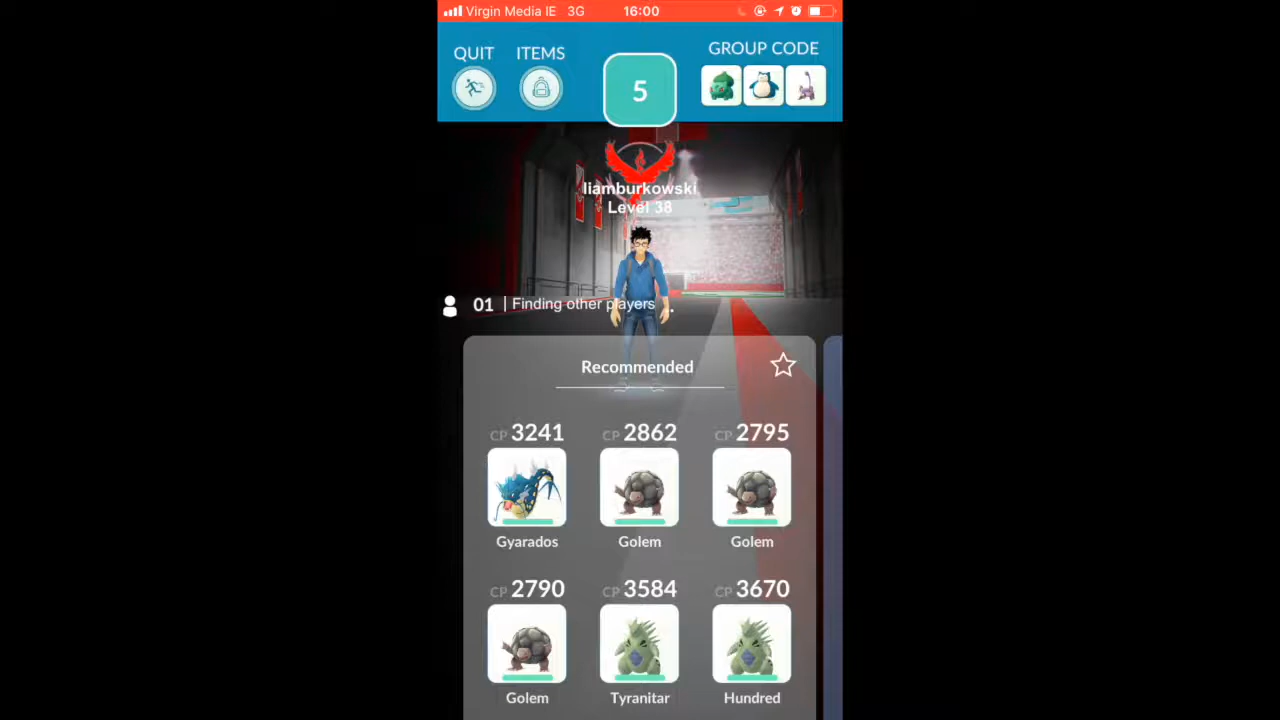 Virgin Media IE 3G 16:00
QUIT ITEMS 5 GROUP CODE
liamburkowski
Level 38
01 | Finding other players .
Recommended
CP 3241 CP 2862 CP 2795
Gyarados Golem Golem
CP 2790 CP 3584 CP 3670
Golem Tyranitar Hundred